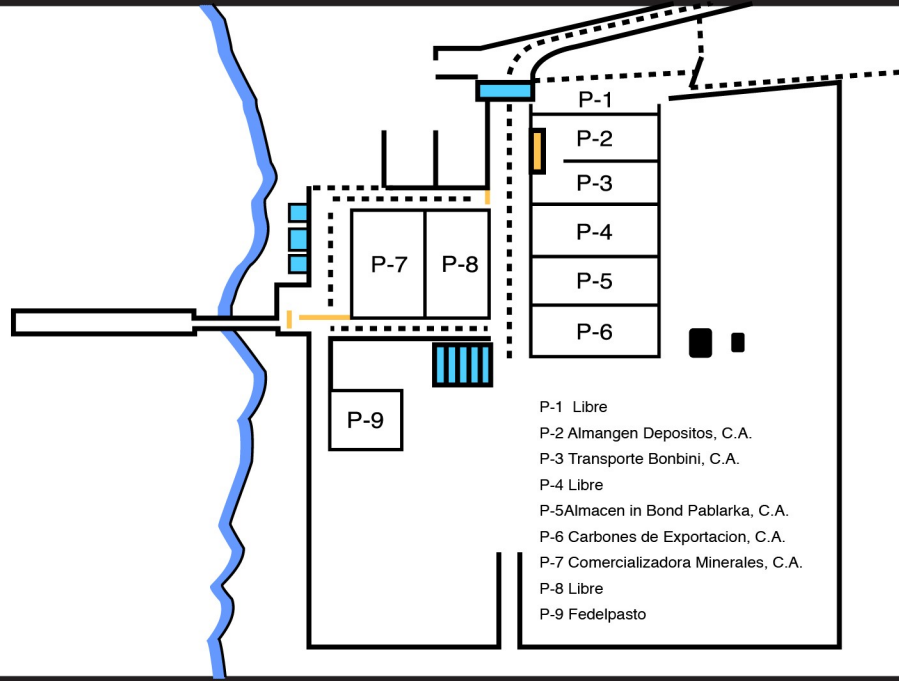 P-1
P-2
P-3
P-4
P-5
P-6
P-7
P-8
P-9
P-1 Libre
P-2 Almangen Depositos, C.A.
P-3 Transporte Bonbini, C.A.
P-4 Libre
P-5Almacen in Bond Pablarka, C.A.
P-6 Carbones de Exportacion, C.A.
P-7 Comercializadora Minerales, C.A.
P-8 Libre
P-9 Fedelpasto